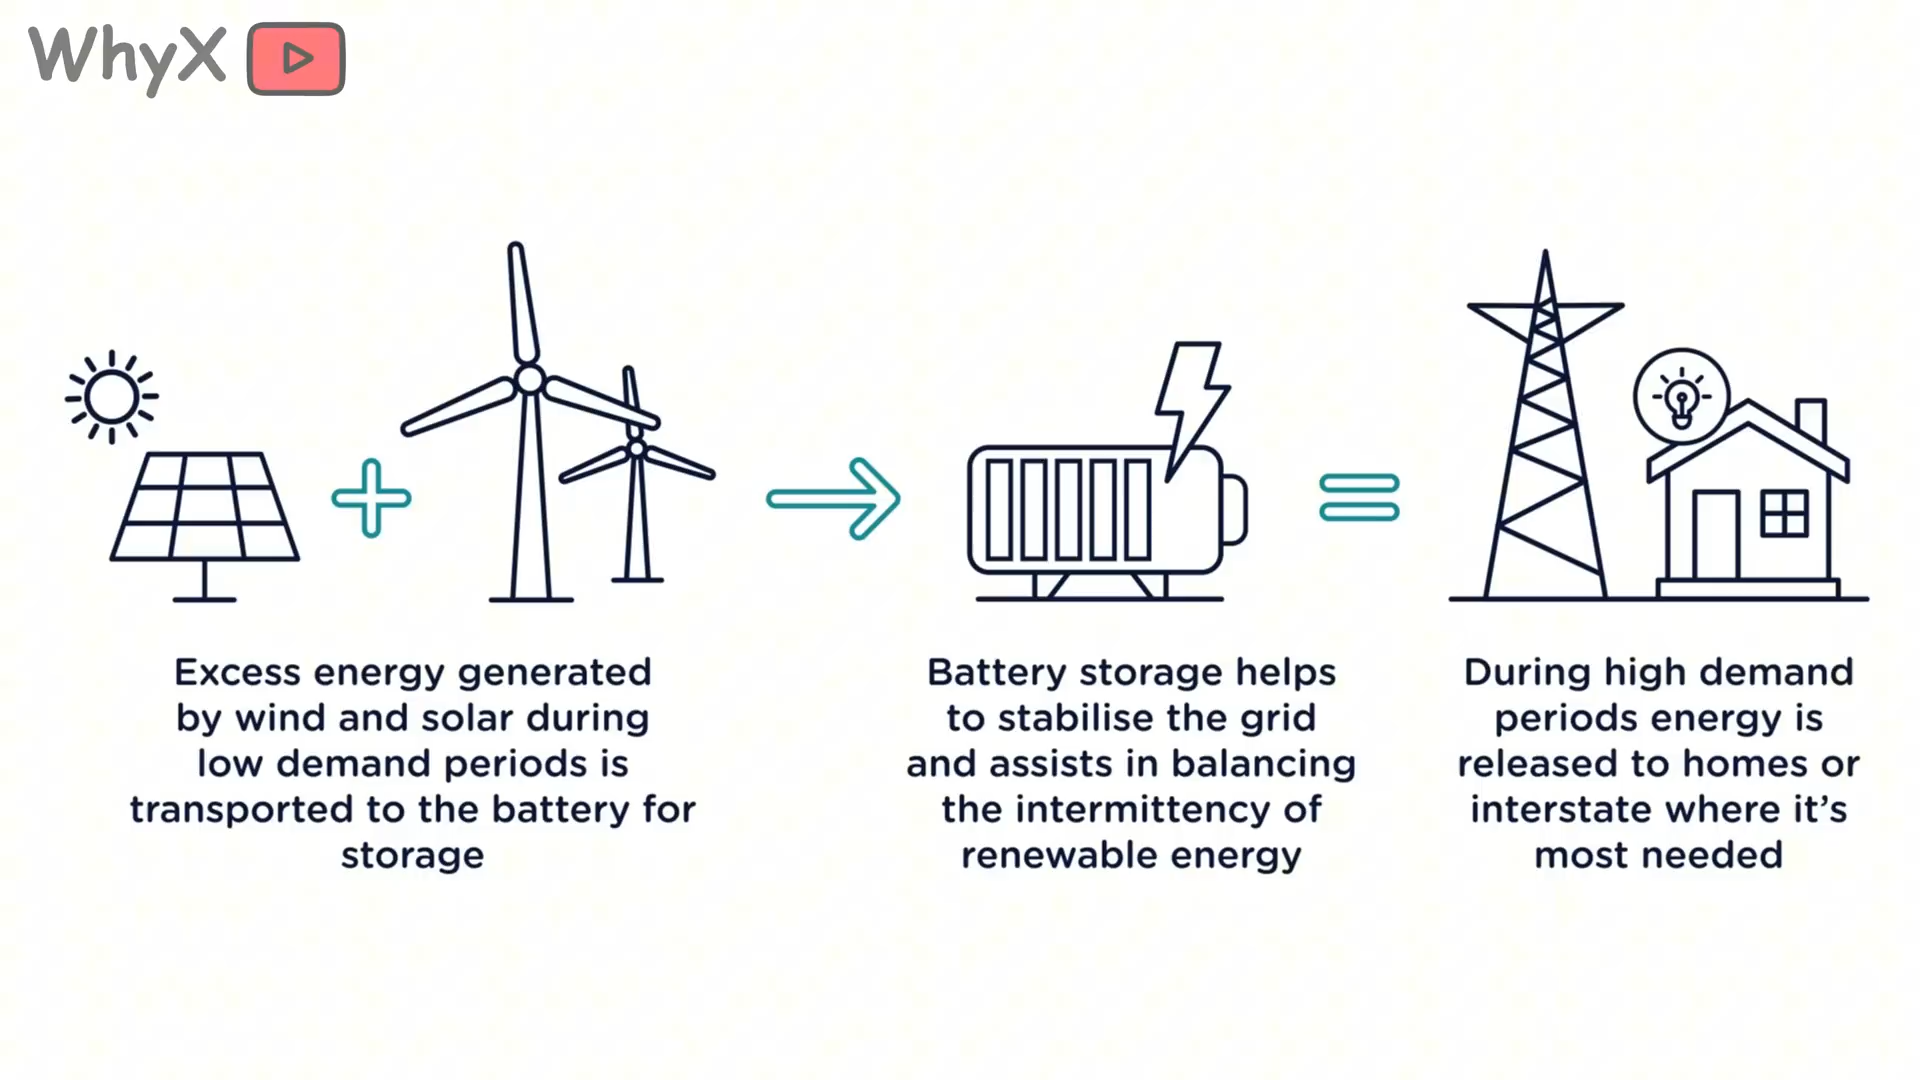 WhyX
Excess energy generated
by wind and solar during
low demand periods is
transported to the battery for
storage
Battery storage helps
to stabilise the grid
and assists in balancing
the intermittency of
renewable energy
During high demand
periods energy is
released to homes or
interstate where it's
most needed